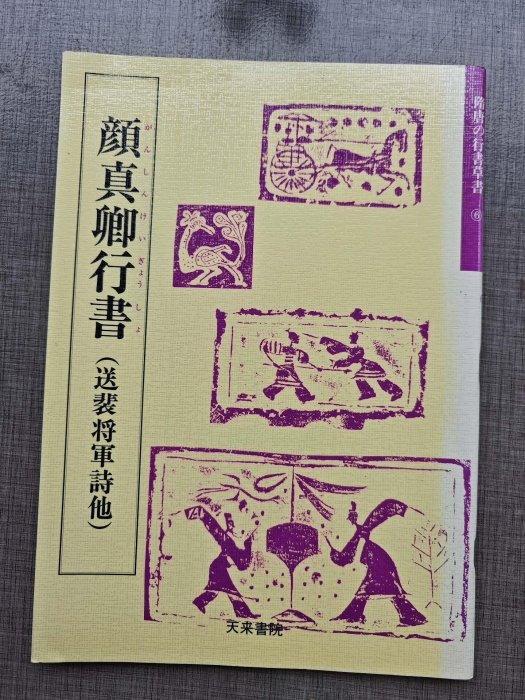 顔真卿行書
がんしんけいぎょうしょ
(送裴将軍詩他)
隋唐の行書草書 ⑥
天来書院